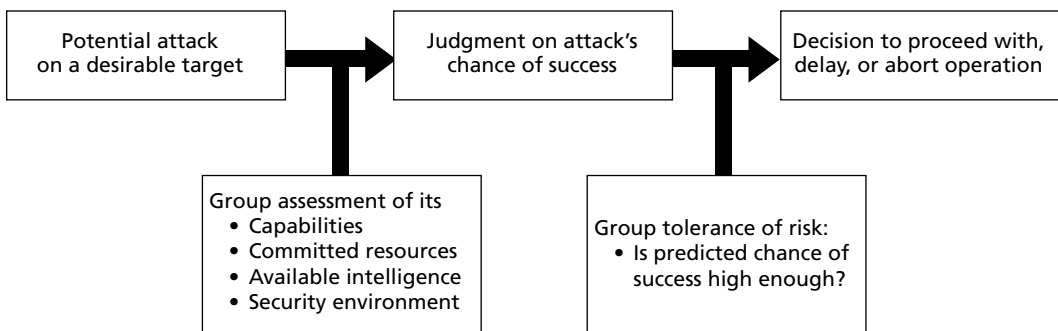 Potential attack
on a desirable target
Judgment on attack's
chance of success
Decision to proceed with,
delay, or abort operation
Group assessment of its
• Capabilities
• Committed resources
• Available intelligence
• Security environment
Group tolerance of risk:
• Is predicted chance of
success high enough?